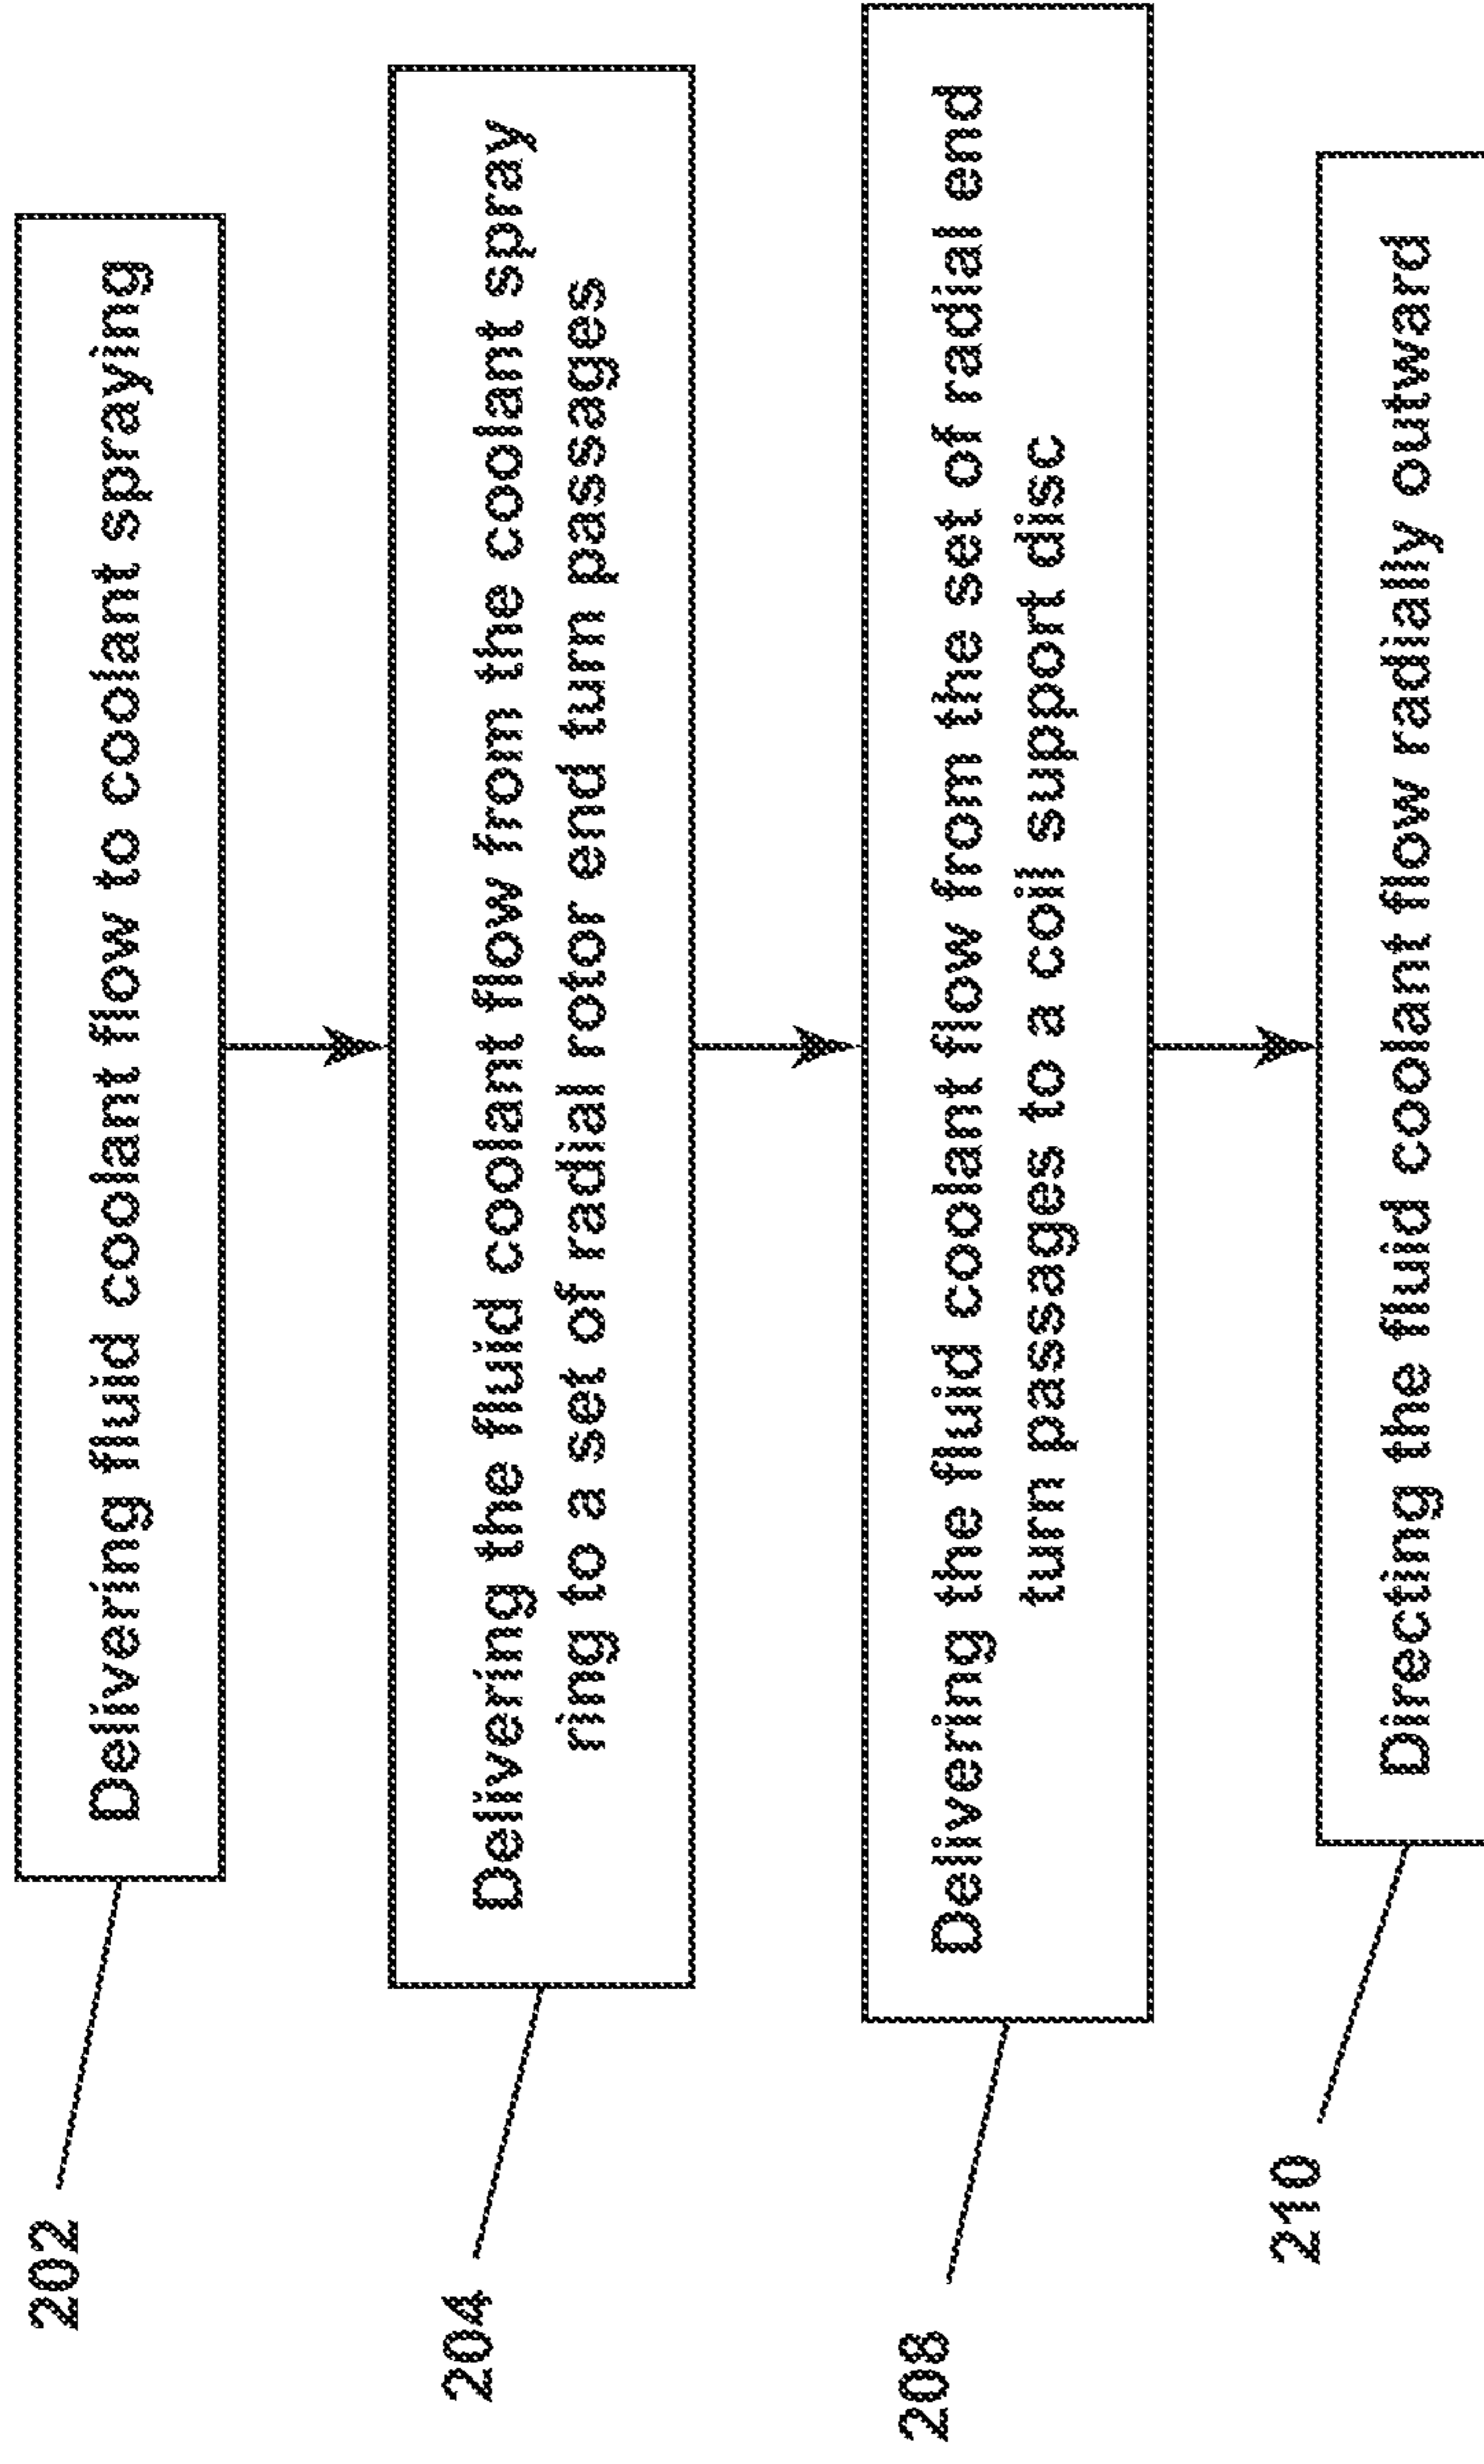 202
Delivering fluid coolant flow to coolant spraying
204
Delivering the fluid coolant flow from the coolant spray
ring to a set of radial rotor end turn passages
208
Delivering the fluid coolant flow from the set of radial end
turn passages to a coil support disc
210
Directing the fluid coolant flow radially outward